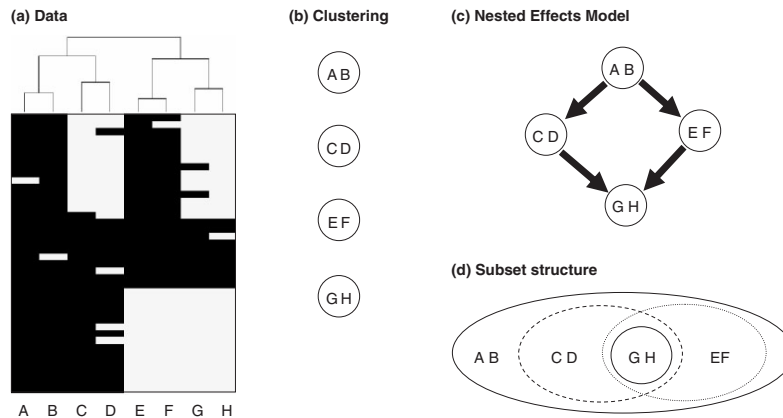 (a) Data
A B C D E F G H
(b) Clustering
A B
C D
E F
G H
(c) Nested Effects Model
A B
C D
E F
G H
(d) Subset structure
A B
C D
G H
EF